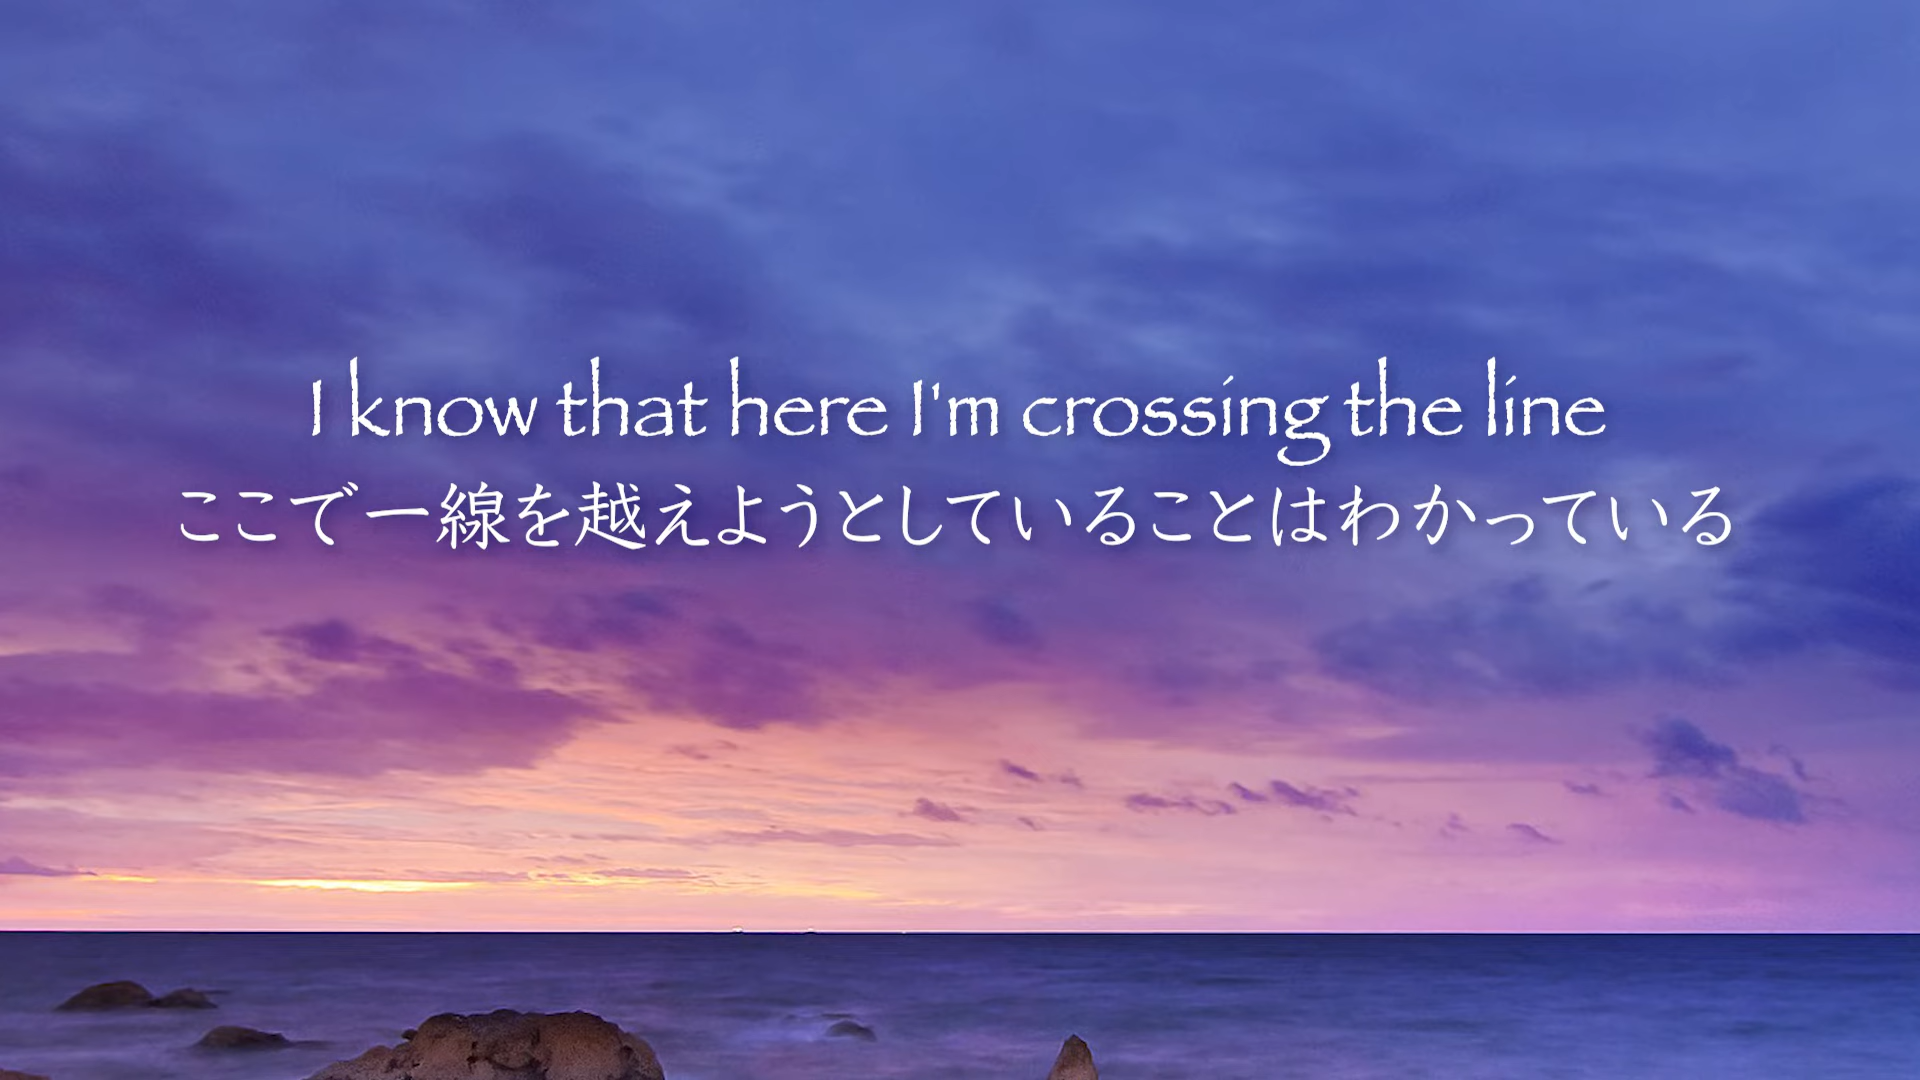 I know that here I'm crossing the line
ここで一線を越えようとしていることはわかっている